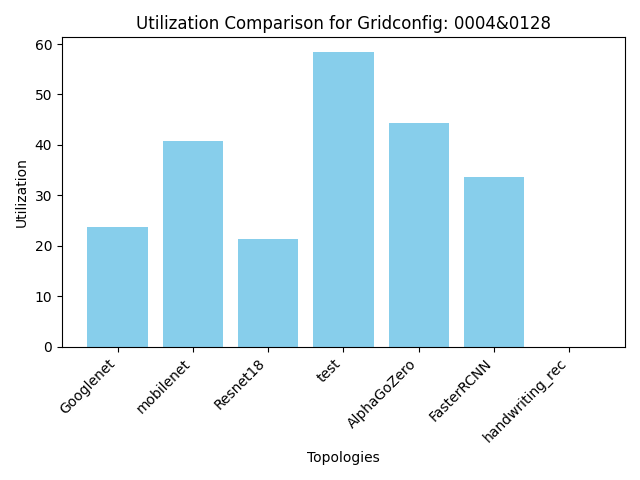 Utilization Comparison for Gridconfig: 0004&0128
60
50
40
30
20
10
0
Utilization
Googlenet
mobilenet
Resnet18
test
AlphaGoZero
FasterRCNN
handwriting_rec
Topologies